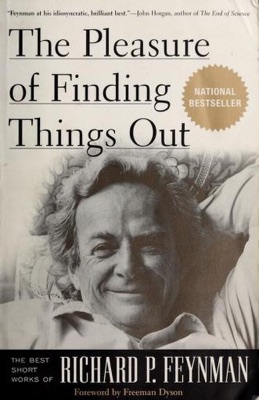 "Feynman at his idiosyncratic, brilliant best."—John Horgan, author of The End of Science
The Pleasure
of Finding
Things Out
NATIONAL
BESTSELLER
THE BEST
SHORT
WORKS OF
RICHARD P. FEYNMAN
Foreword by Freeman Dyson